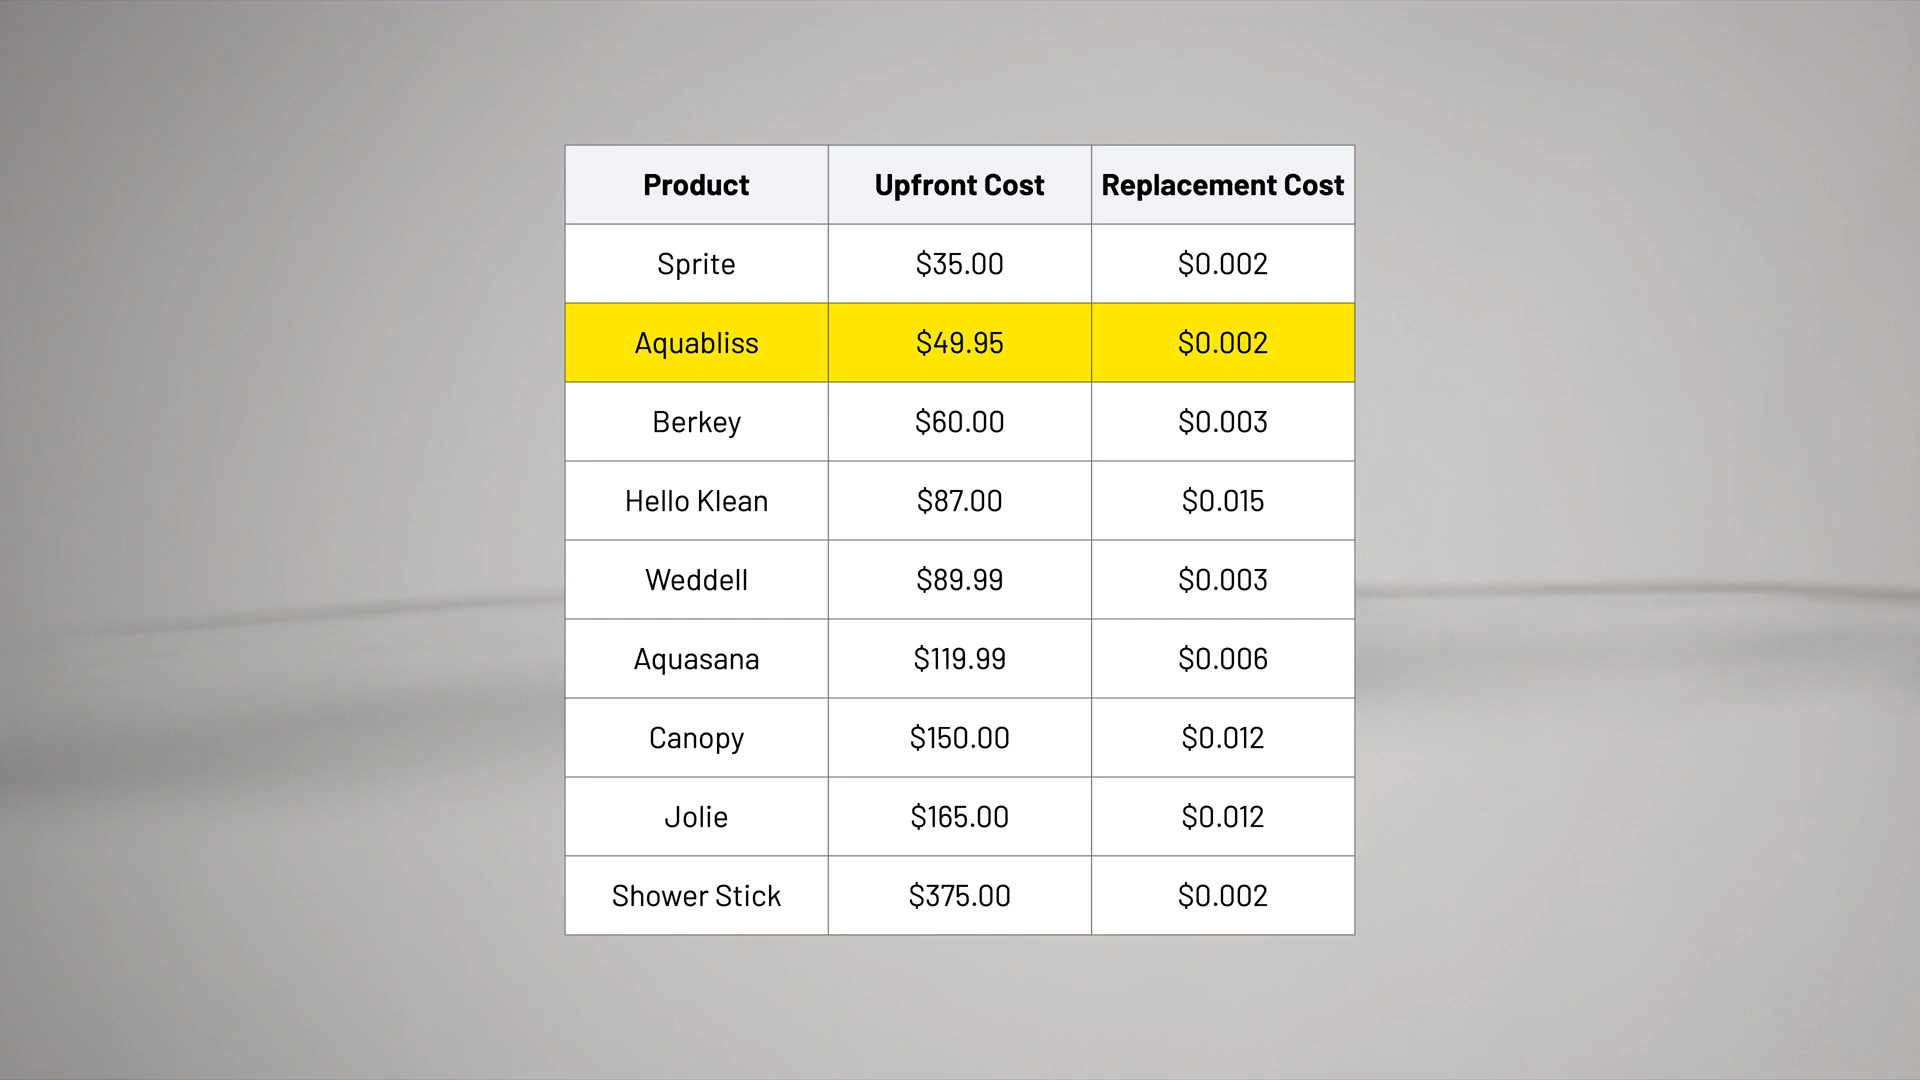 Product Upfront Cost Replacement Cost
Sprite $35.00 $0.002
Aquabliss $49.95 $0.002
Berkey $60.00 $0.003
Hello Klean $87.00 $0.015
Weddell $89.99 $0.003
Aquasana $119.99 $0.006
Canopy $150.00 $0.012
Jolie $165.00 $0.012
Shower Stick $375.00 $0.002